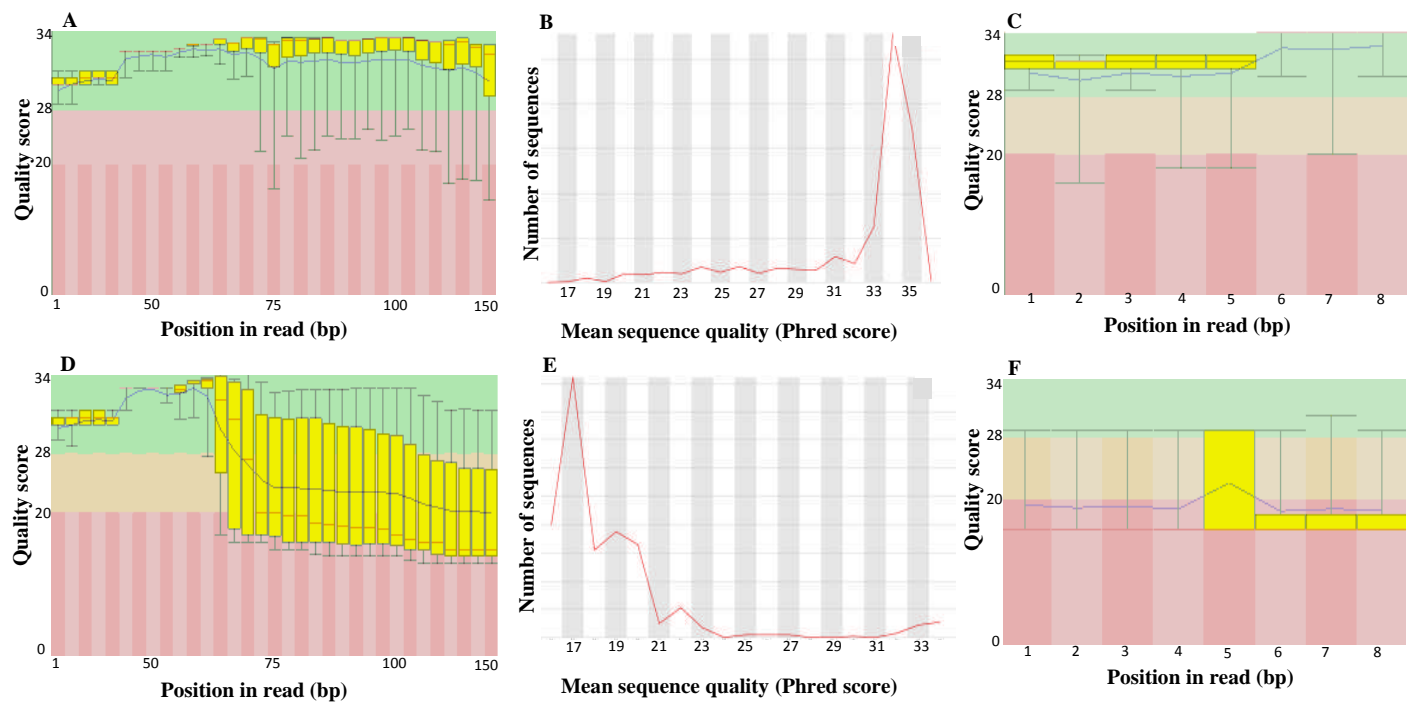 A
Quality score
34
28
20
0
1 50 75 100 150
Position in read (bp)
B
Number of sequences
17 19 21 23 25 27 29 31 33 35
Mean sequence quality (Phred score)
C
Quality score
34
28
20
0
1 2 3 4 5 6 7 8
Position in read (bp)
D
Quality score
34
28
20
0
1 50 75 100 150
Position in read (bp)
E
Number of sequences
17 19 21 23 25 27 29 31 33
Mean sequence quality (Phred score)
F
Quality score
34
28
20
0
1 2 3 4 5 6 7 8
Position in read (bp)